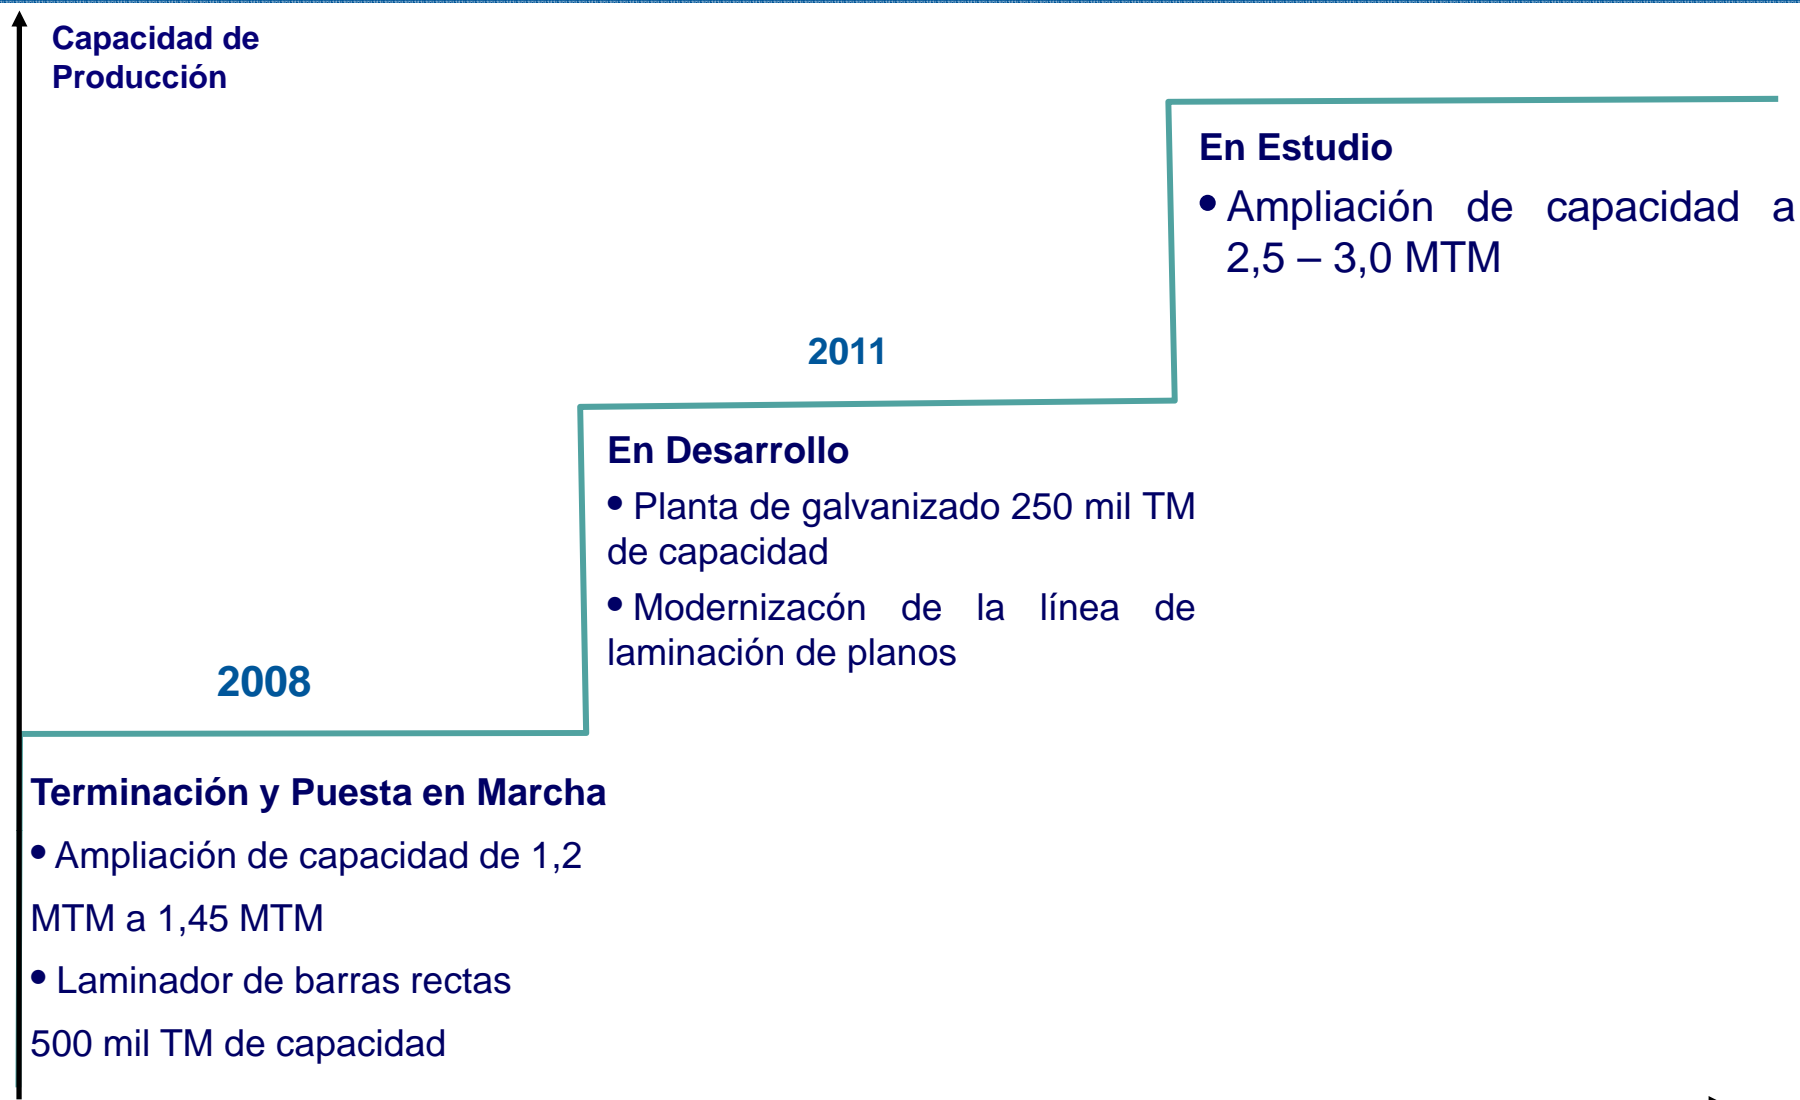 Capacidad de
Producción
En Estudio
• Ampliación de capacidad a
2,5 – 3,0 MTM
2011
En Desarrollo
• Planta de galvanizado 250 mil TM
de capacidad
• Modernizacón de la línea de
laminación de planos
2008
Terminación y Puesta en Marcha
• Ampliación de capacidad de 1,2
MTM a 1,45 MTM
• Laminador de barras rectas
500 mil TM de capacidad